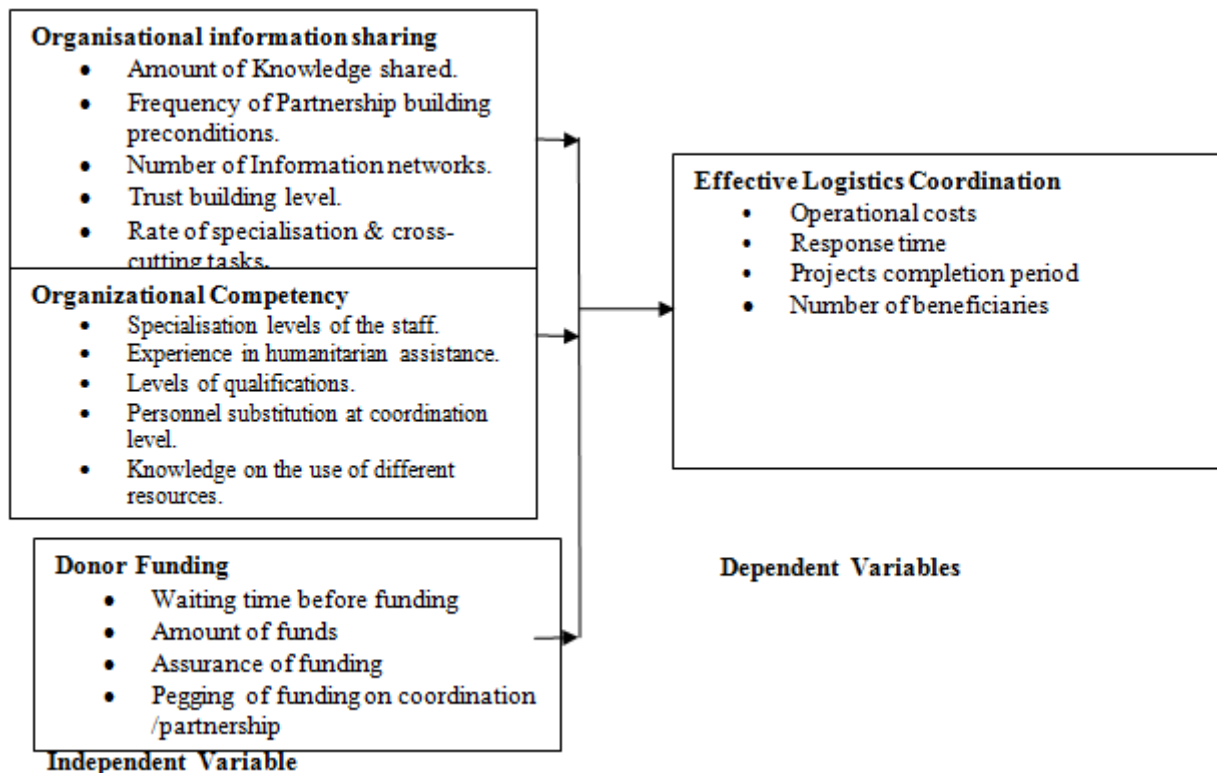 Organisational information sharing
• Amount of Knowledge shared.
• Frequency of Partnership building
preconditions.
• Number of Information networks.
• Trust building level.
• Rate of specialisation & cross-
cutting tasks.
Organizational Competency
• Specialisation levels of the staff.
• Experience in humanitarian assistance.
• Levels of qualifications.
• Personnel substitution at coordination
level.
• Knowledge on the use of different
resources.
Donor Funding
• Waiting time before funding
• Amount of funds
• Assurance of funding
• Pegging of funding on coordination
/partnership
Independent Variable
Effective Logistics Coordination
• Operational costs
• Response time
• Projects completion period
• Number of beneficiaries
Dependent Variables